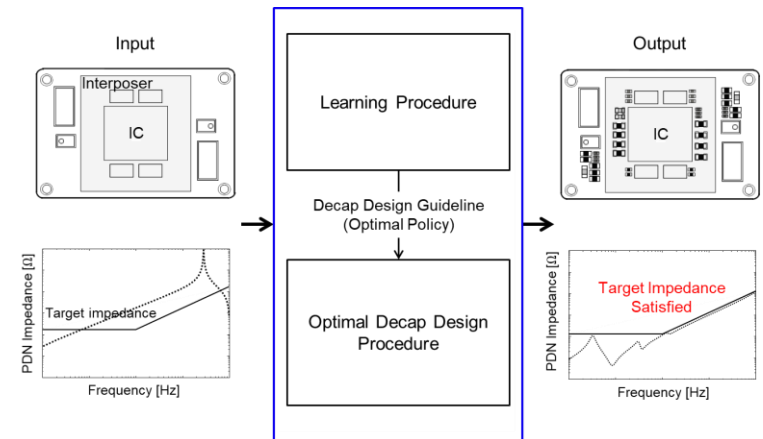 Input
Interposer
IC
PDN Impedance [Ω]
Target impedance
Frequency [Hz]
Learning Procedure
Decap Design Guideline
(Optimal Policy)
Optimal Decap Design
Procedure
Output
IC
PDN Impedance [Ω]
Target Impedance
Satisfied
Frequency [Hz]